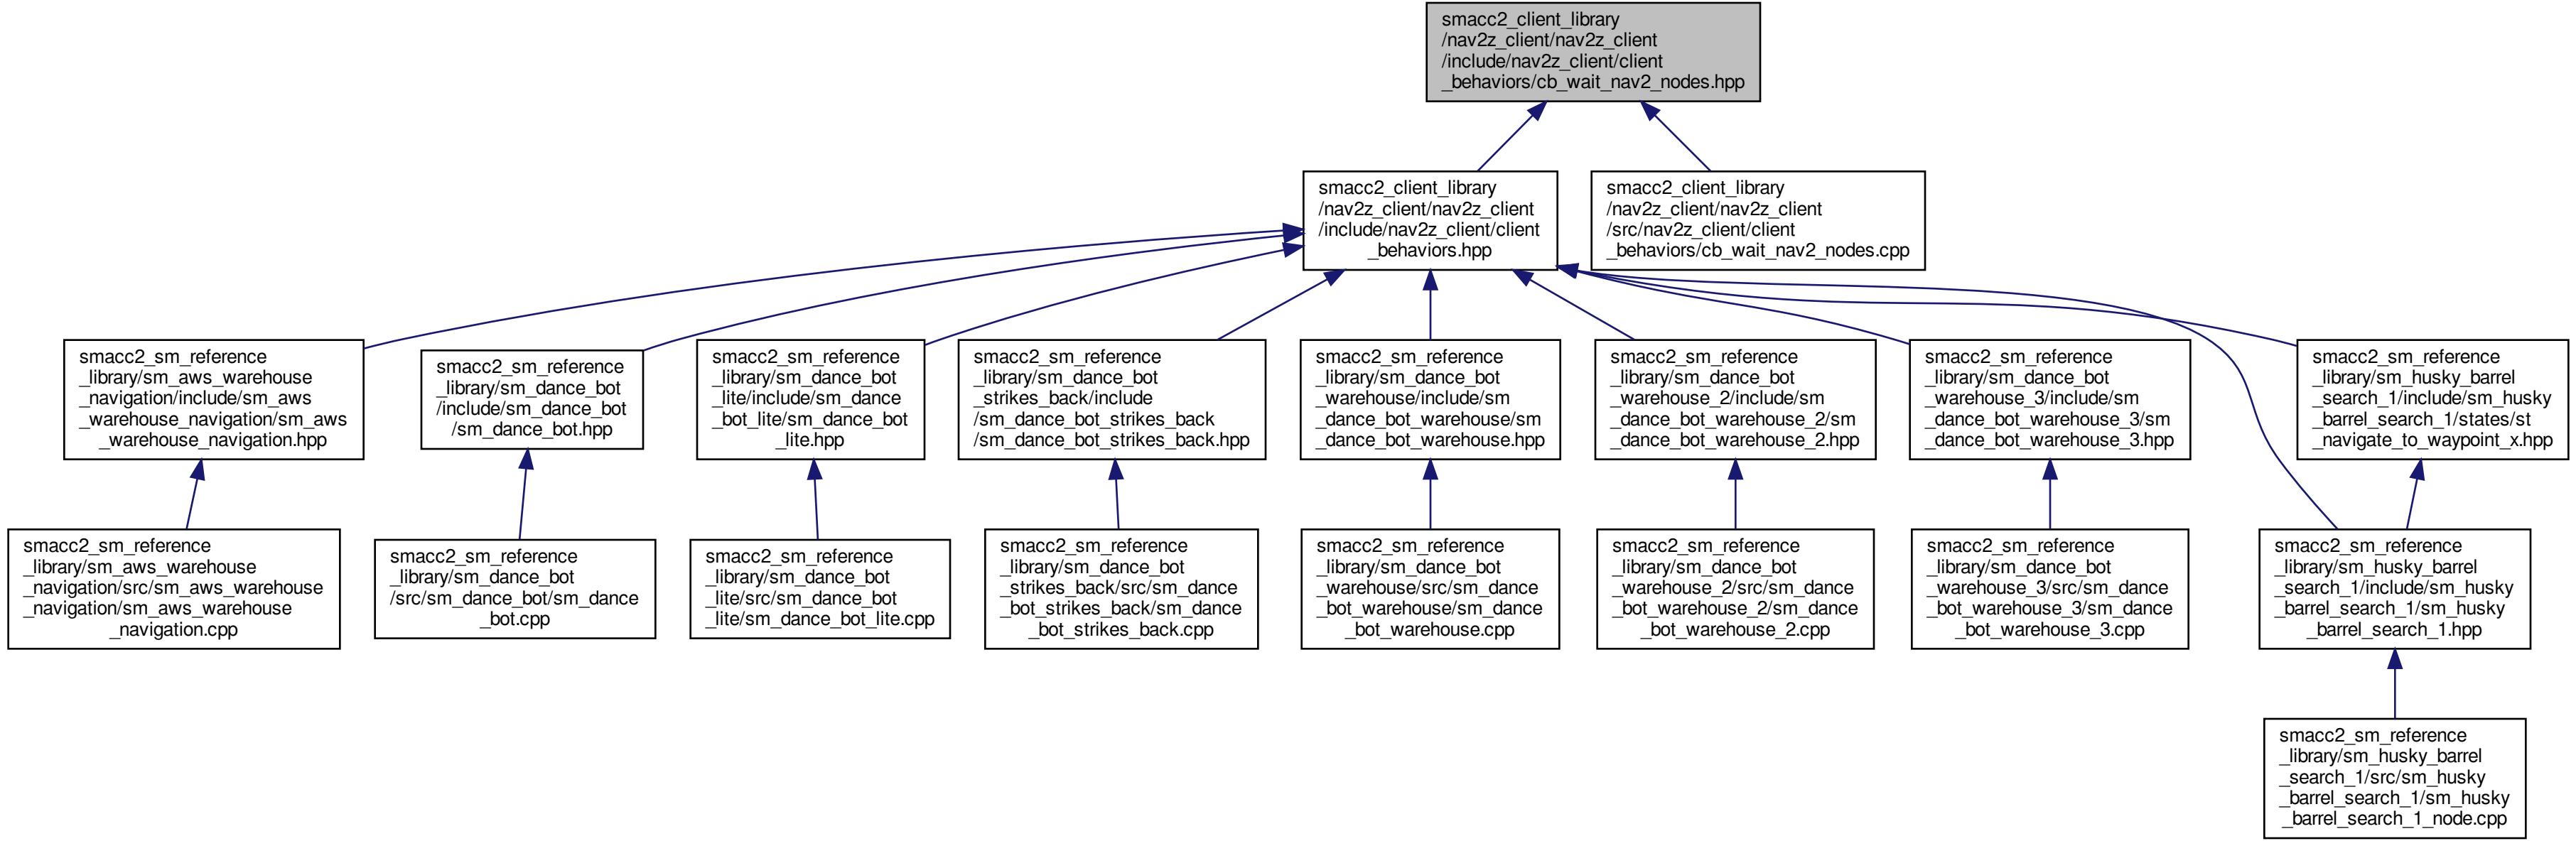 smacc2_client_library
/nav2z_client/nav2z_client
/include/nav2z_client/client
_behaviors/cb_wait_nav2_nodes.hpp
smacc2_client_library
/nav2z_client/nav2z_client
/include/nav2z_client/client
_behaviors.hpp
smacc2_client_library
/nav2z_client/nav2z_client
/src/nav2z_client/client
_behaviors/cb_wait_nav2_nodes.cpp
smacc2_sm_reference
_library/sm_aws_warehouse
_navigation/include/sm_aws
_warehouse_navigation/sm_aws
_warehouse_navigation.hpp
smacc2_sm_reference
_library/sm_dance_bot
/include/sm_dance_bot
/sm_dance_bot.hpp
smacc2_sm_reference
_library/sm_dance_bot
_lite/include/sm_dance
_bot_lite/sm_dance_bot
_lite.hpp
smacc2_sm_reference
_library/sm_dance_bot
_strikes_back/include
/sm_dance_bot_strikes_back
/sm_dance_bot_strikes_back.hpp
smacc2_sm_reference
_library/sm_dance_bot
_warehouse/include/sm
_dance_bot_warehouse/sm
_dance_bot_warehouse.hpp
smacc2_sm_reference
_library/sm_dance_bot
_warehouse_2/include/sm
_dance_bot_warehouse_2/sm
_dance_bot_warehouse_2.hpp
smacc2_sm_reference
_library/sm_dance_bot
_warehouse_3/include/sm
_dance_bot_warehouse_3/sm
_dance_bot_warehouse_3.hpp
smacc2_sm_reference
_library/sm_husky_barrel
_search_1/include/sm_husky
_barrel_search_1/states/st
_navigate_to_waypoint_x.hpp
smacc2_sm_reference
_library/sm_aws_warehouse
_navigation/src/sm_aws_warehouse
_navigation/sm_aws_warehouse
_navigation.cpp
smacc2_sm_reference
_library/sm_dance_bot
/src/sm_dance_bot/sm_dance
_bot.cpp
smacc2_sm_reference
_library/sm_dance_bot
_lite/src/sm_dance_bot
_lite/sm_dance_bot_lite.cpp
smacc2_sm_reference
_library/sm_dance_bot
_strikes_back/src/sm_dance
_bot_strikes_back/sm_dance
_bot_strikes_back.cpp
smacc2_sm_reference
_library/sm_dance_bot
_warehouse/src/sm_dance
_bot_warehouse/sm_dance
_bot_warehouse.cpp
smacc2_sm_reference
_library/sm_dance_bot
_warehouse_2/src/sm_dance
_bot_warehouse_2/sm_dance
_bot_warehouse_2.cpp
smacc2_sm_reference
_library/sm_dance_bot
_warehouse_3/src/sm_dance
_bot_warehouse_3/sm_dance
_bot_warehouse_3.cpp
smacc2_sm_reference
_library/sm_husky_barrel
_search_1/include/sm_husky
_barrel_search_1/sm_husky
_barrel_search_1.hpp
smacc2_sm_reference
_library/sm_husky_barrel
_search_1/src/sm_husky
_barrel_search_1/sm_husky
_barrel_search_1_node.cpp